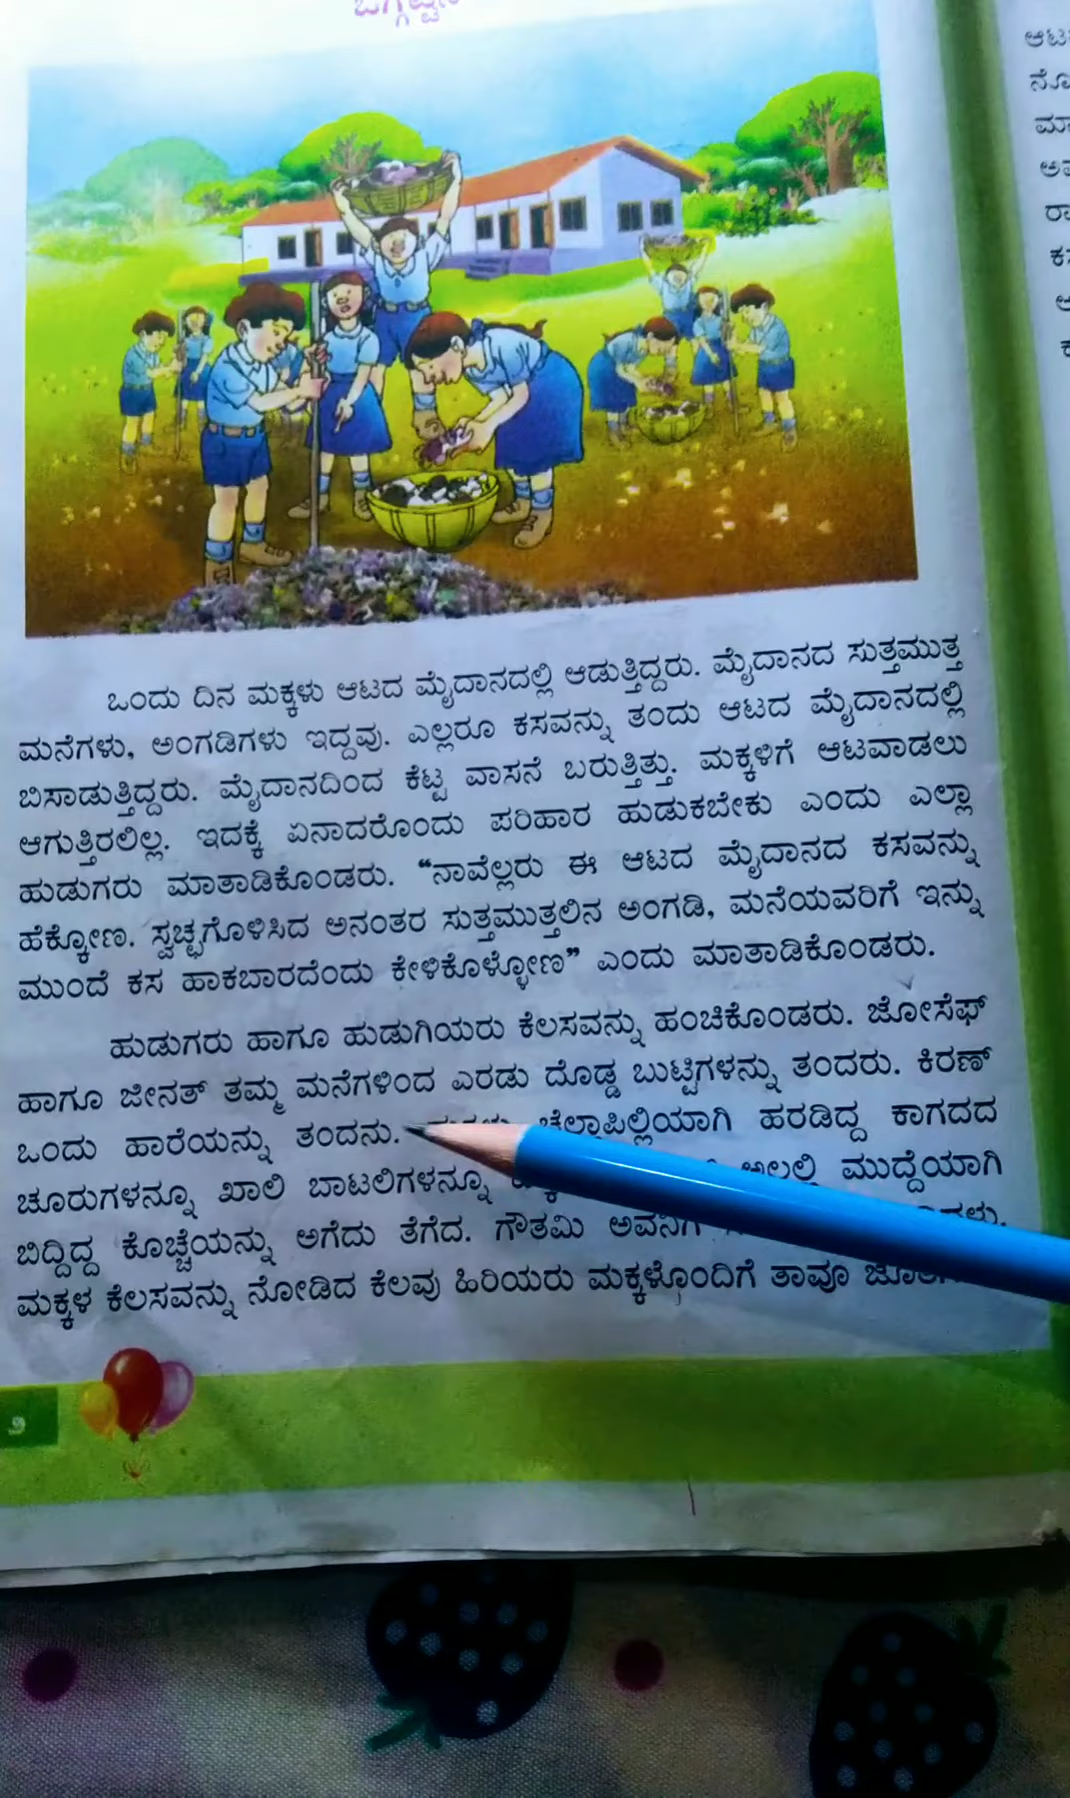 ಒಂದು ದಿನ ಮಕ್ಕಳು ಆಟದ ಮೈದಾನದಲ್ಲಿ ಆಡುತ್ತಿದ್ದರು. ಮೈದಾನದ ಸುತ್ತಮುತ್ತ
ಮನೆಗಳು, ಅಂಗಡಿಗಳು ಇದ್ದವು. ಎಲ್ಲರೂ ಕಸವನ್ನು ತಂದು ಆಟದ ಮೈದಾನದಲ್ಲಿ
ಬಿಸಾಡುತ್ತಿದ್ದರು. ಮೈದಾನದಿಂದ ಕೆಟ್ಟ ವಾಸನೆ ಬರುತ್ತಿತ್ತು. ಮಕ್ಕಳಿಗೆ ಆಟವಾಡಲು
ಆಗುತ್ತಿರಲಿಲ್ಲ. ಇದಕ್ಕೆ ಏನಾದರೊಂದು ಪರಿಹಾರ ಹುಡುಕಬೇಕು ಎಂದು ಎಲ್ಲಾ
ಹುಡುಗರು ಮಾತಾಡಿಕೊಂಡರು. “ನಾವೆಲ್ಲರು ಈ ಆಟದ ಮೈದಾನದ ಕಸವನ್ನು
ಹೆಕ್ಕೋಣ. ಸ್ವಚ್ಛಗೊಳಿಸಿದ ಅನಂತರ ಸುತ್ತಮುತ್ತಲಿನ ಅಂಗಡಿ, ಮನೆಯವರಿಗೆ ಇನ್ನು
ಮುಂದೆ ಕಸ ಹಾಕಬಾರದೆಂದು ಕೇಳಿಕೊಳ್ಳೋಣ” ಎಂದು ಮಾತಾಡಿಕೊಂಡರು.
ಹುಡುಗರು ಹಾಗೂ ಹುಡುಗಿಯರು ಕೆಲಸವನ್ನು ಹಂಚಿಕೊಂಡರು. ಜೋಸೆಫ್
ಹಾಗೂ ಜೀನತ್ ತಮ್ಮ ಮನೆಗಳಿಂದ ಎರಡು ದೊಡ್ಡ ಬುಟ್ಟಿಗಳನ್ನು ತಂದರು. ಕಿರಣ್
ಒಂದು ಹಾರೆಯನ್ನು ತಂದನು. ಚೆಲ್ಲಾಪಿಲ್ಲಿಯಾಗಿ ಹರಡಿದ್ದ ಕಾಗದದ
ಚೂರುಗಳನ್ನೂ ಖಾಲಿ ಬಾಟಲಿಗಳನ್ನೂ ಅಲ್ಲಲ್ಲಿ ಮುದ್ದೆಯಾಗಿ
ಬಿದ್ದಿದ್ದ ಕೊಚ್ಚೆಯನ್ನು ಅಗೆದು ತೆಗೆದ. ಗೌತಮಿ ಅವನಿಗೆ
ಮಕ್ಕಳ ಕೆಲಸವನ್ನು ನೋಡಿದ ಕೆಲವು ಹಿರಿಯರು ಮಕ್ಕಳೊಂದಿಗೆ ತಾವೂ